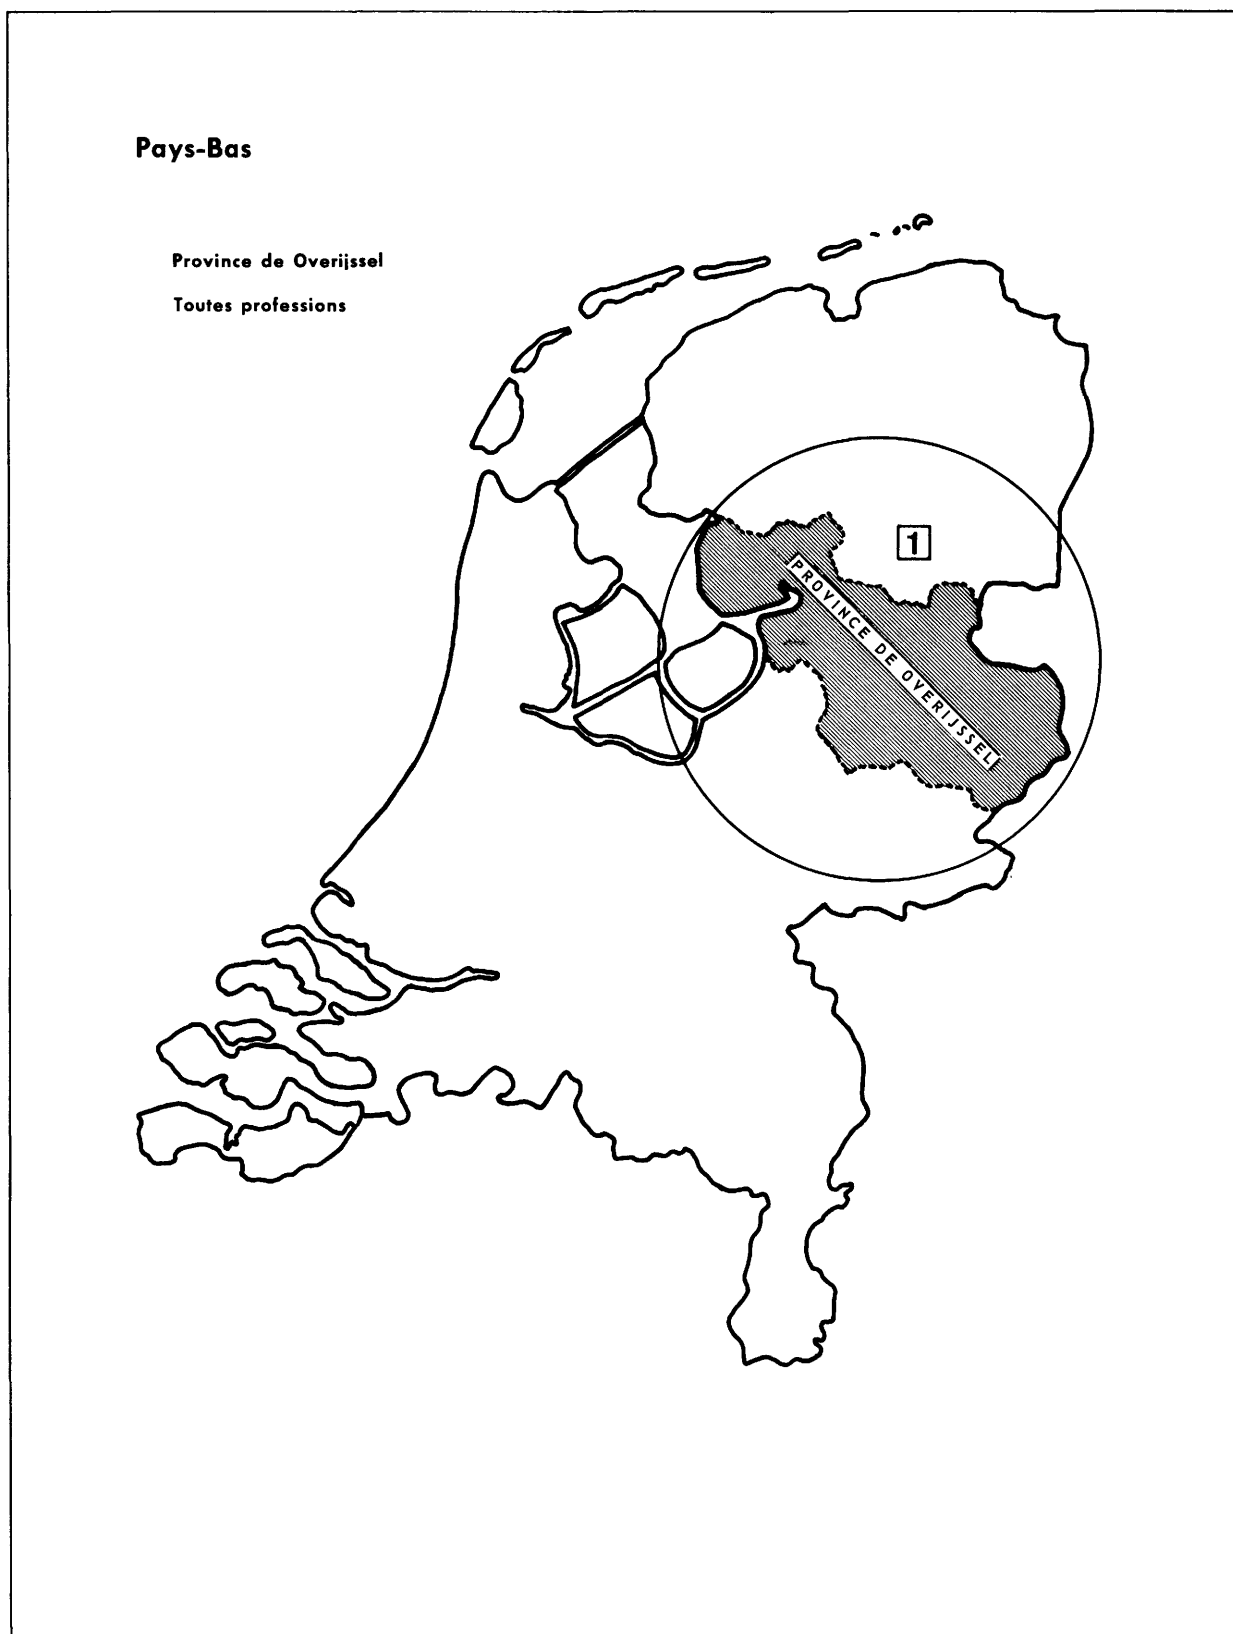 Pays-Bas
Province de Overijssel
Toutes professions
1
PROVINCE DE OVERIJSSEL